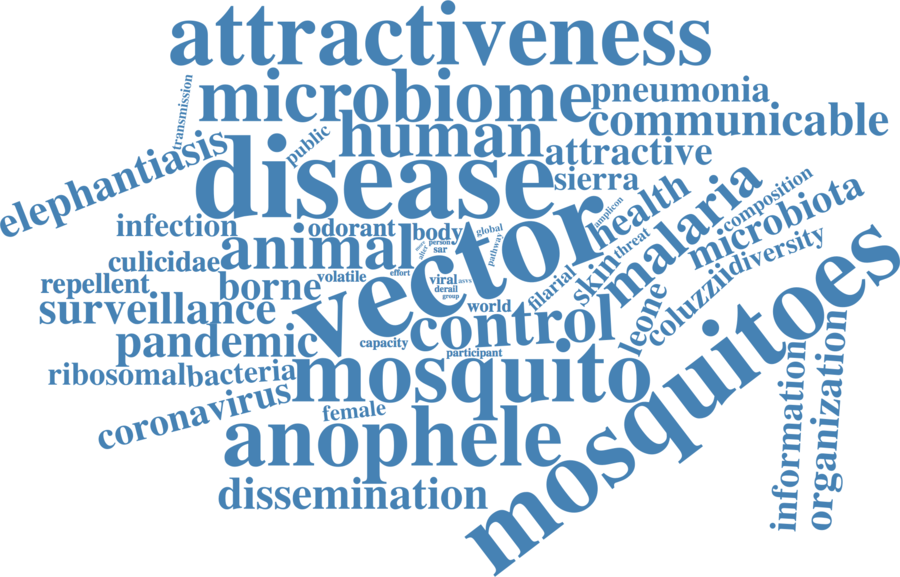 attractiveness
microbiome
pneumonia
communicable
transmission
public
human
attractive
elephantiasis
disease
sierra
infection
odorant
body
global
amplicon
health
malaria
composition
microbiota
culicidae
animal
person
sar
pathway
threat
diversity
repellent
borne
volatile
effort
viral
asvs
derail
group
vector
filarial
skin
coluzzii
surveillance
world
leone
pandemic
capacity
control
participant
ribosomal
bacteria
mosquito
mosquitoes
coronavirus
female
anophele
information
organization
dissemination